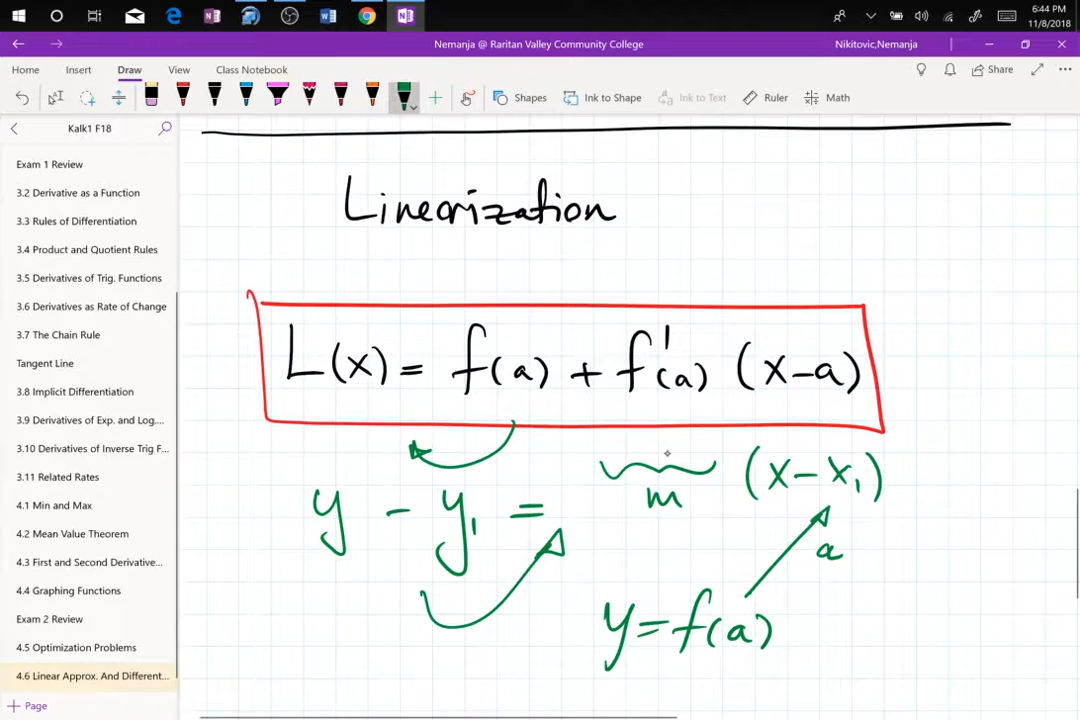 6:44 PM
11/8/2018
Nemanja @ Raritan Valley Community College
Nikitovic,Nemanja
Home Insert Draw View Class Notebook
Share
Shapes Ink to Shape Ink to Text Ruler Math
Kalk1 F18
Exam 1 Review
3.2 Derivative as a Function
3.3 Rules of Differentiation
3.4 Product and Quotient Rules
3.5 Derivatives of Trig. Functions
3.6 Derivatives as Rate of Change
3.7 The Chain Rule
Tangent Line
3.8 Implicit Differentiation
3.9 Derivatives of Exp. and Log....
3.10 Derivatives of Inverse Trig F...
3.11 Related Rates
4.1 Min and Max
4.2 Mean Value Theorem
4.3 First and Second Derivative...
4.4 Graphing Functions
Exam 2 Review
4.5 Optimization Problems
4.6 Linear Approx. And Different...
Page
Linearization
L(x) = f(a) + f'(a) (x-a)
y - y₁ = m (x - x₁)
a
y = f(a)